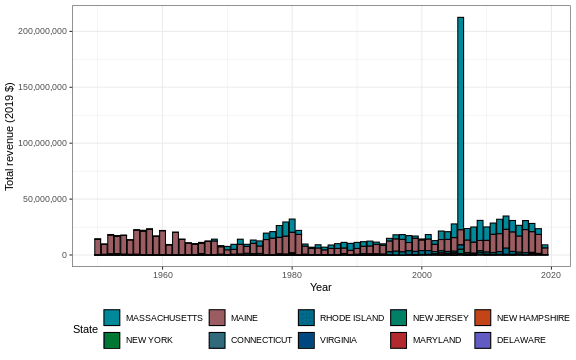 200,000,000
150,000,000
100,000,000
50,000,000
0
Total revenue (2019 $)
1960
1980
2000
2020
Year
State
MASSACHUSETTS
MAINE
RHODE ISLAND
NEW JERSEY
NEW HAMPSHIRE
NEW YORK
CONNECTICUT
VIRGINIA
MARYLAND
DELAWARE